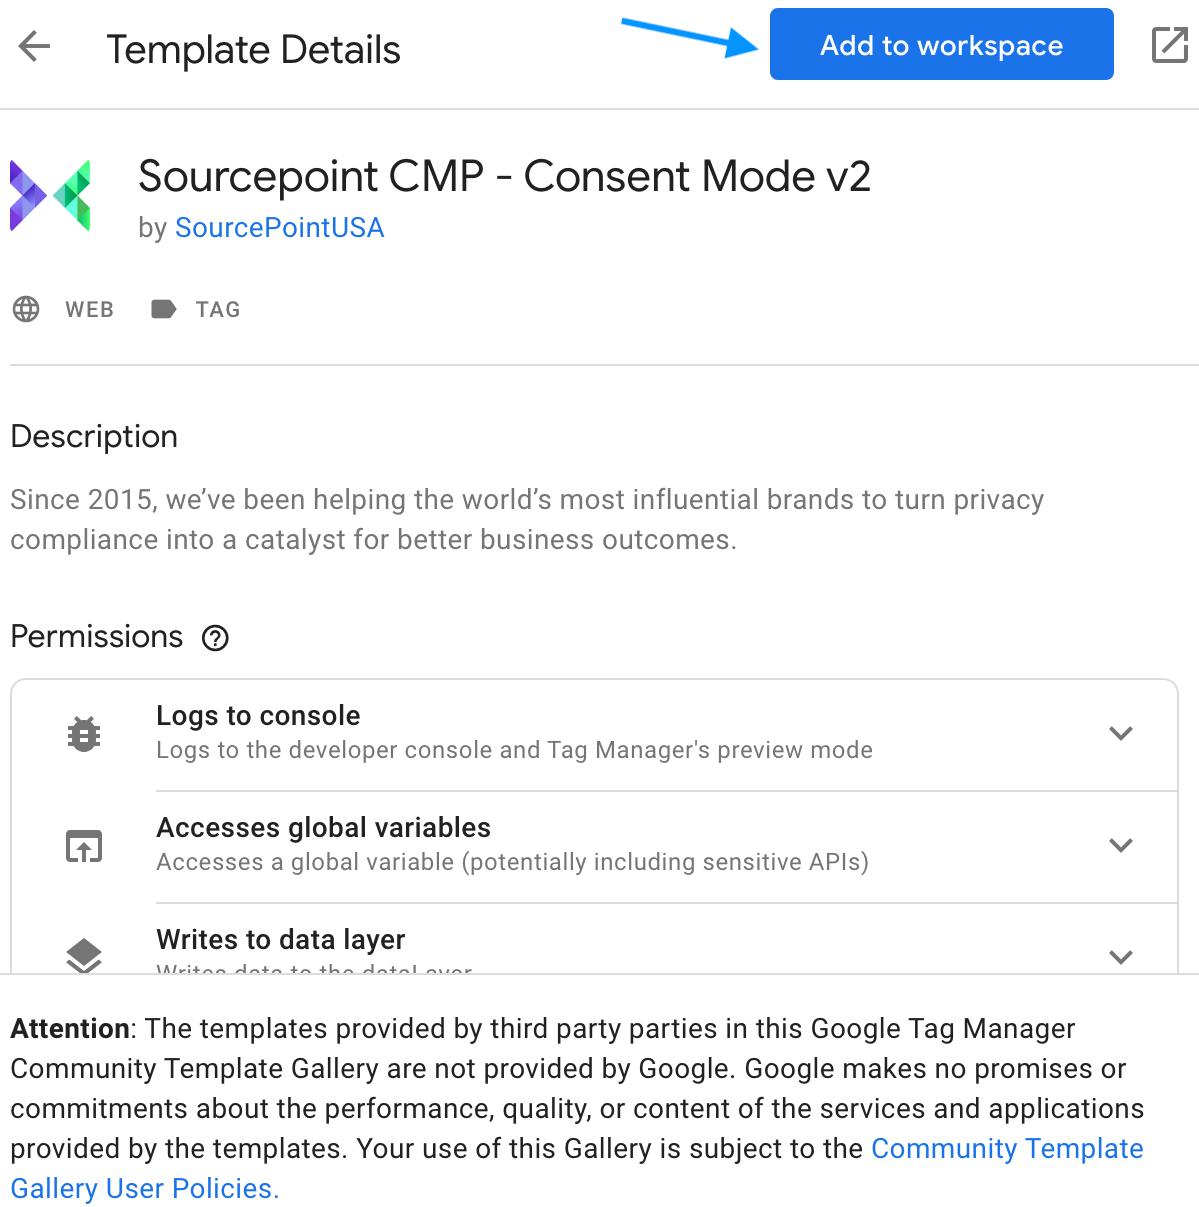 Template Details
Add to workspace
Sourcepoint CMP - Consent Mode v2
by SourcePointUSA
WEB
TAG
Description
Since 2015, we’ve been helping the world’s most influential brands to turn privacy
compliance into a catalyst for better business outcomes.
Permissions
Logs to console
Logs to the developer console and Tag Manager's preview mode
Accesses global variables
Accesses a global variable (potentially including sensitive APIs)
Writes to data layer
Writes data to the dataLayer
Attention: The templates provided by third party parties in this Google Tag Manager
Community Template Gallery are not provided by Google. Google makes no promises or
commitments about the performance, quality, or content of the services and applications
provided by the templates. Your use of this Gallery is subject to the Community Template
Gallery User Policies.